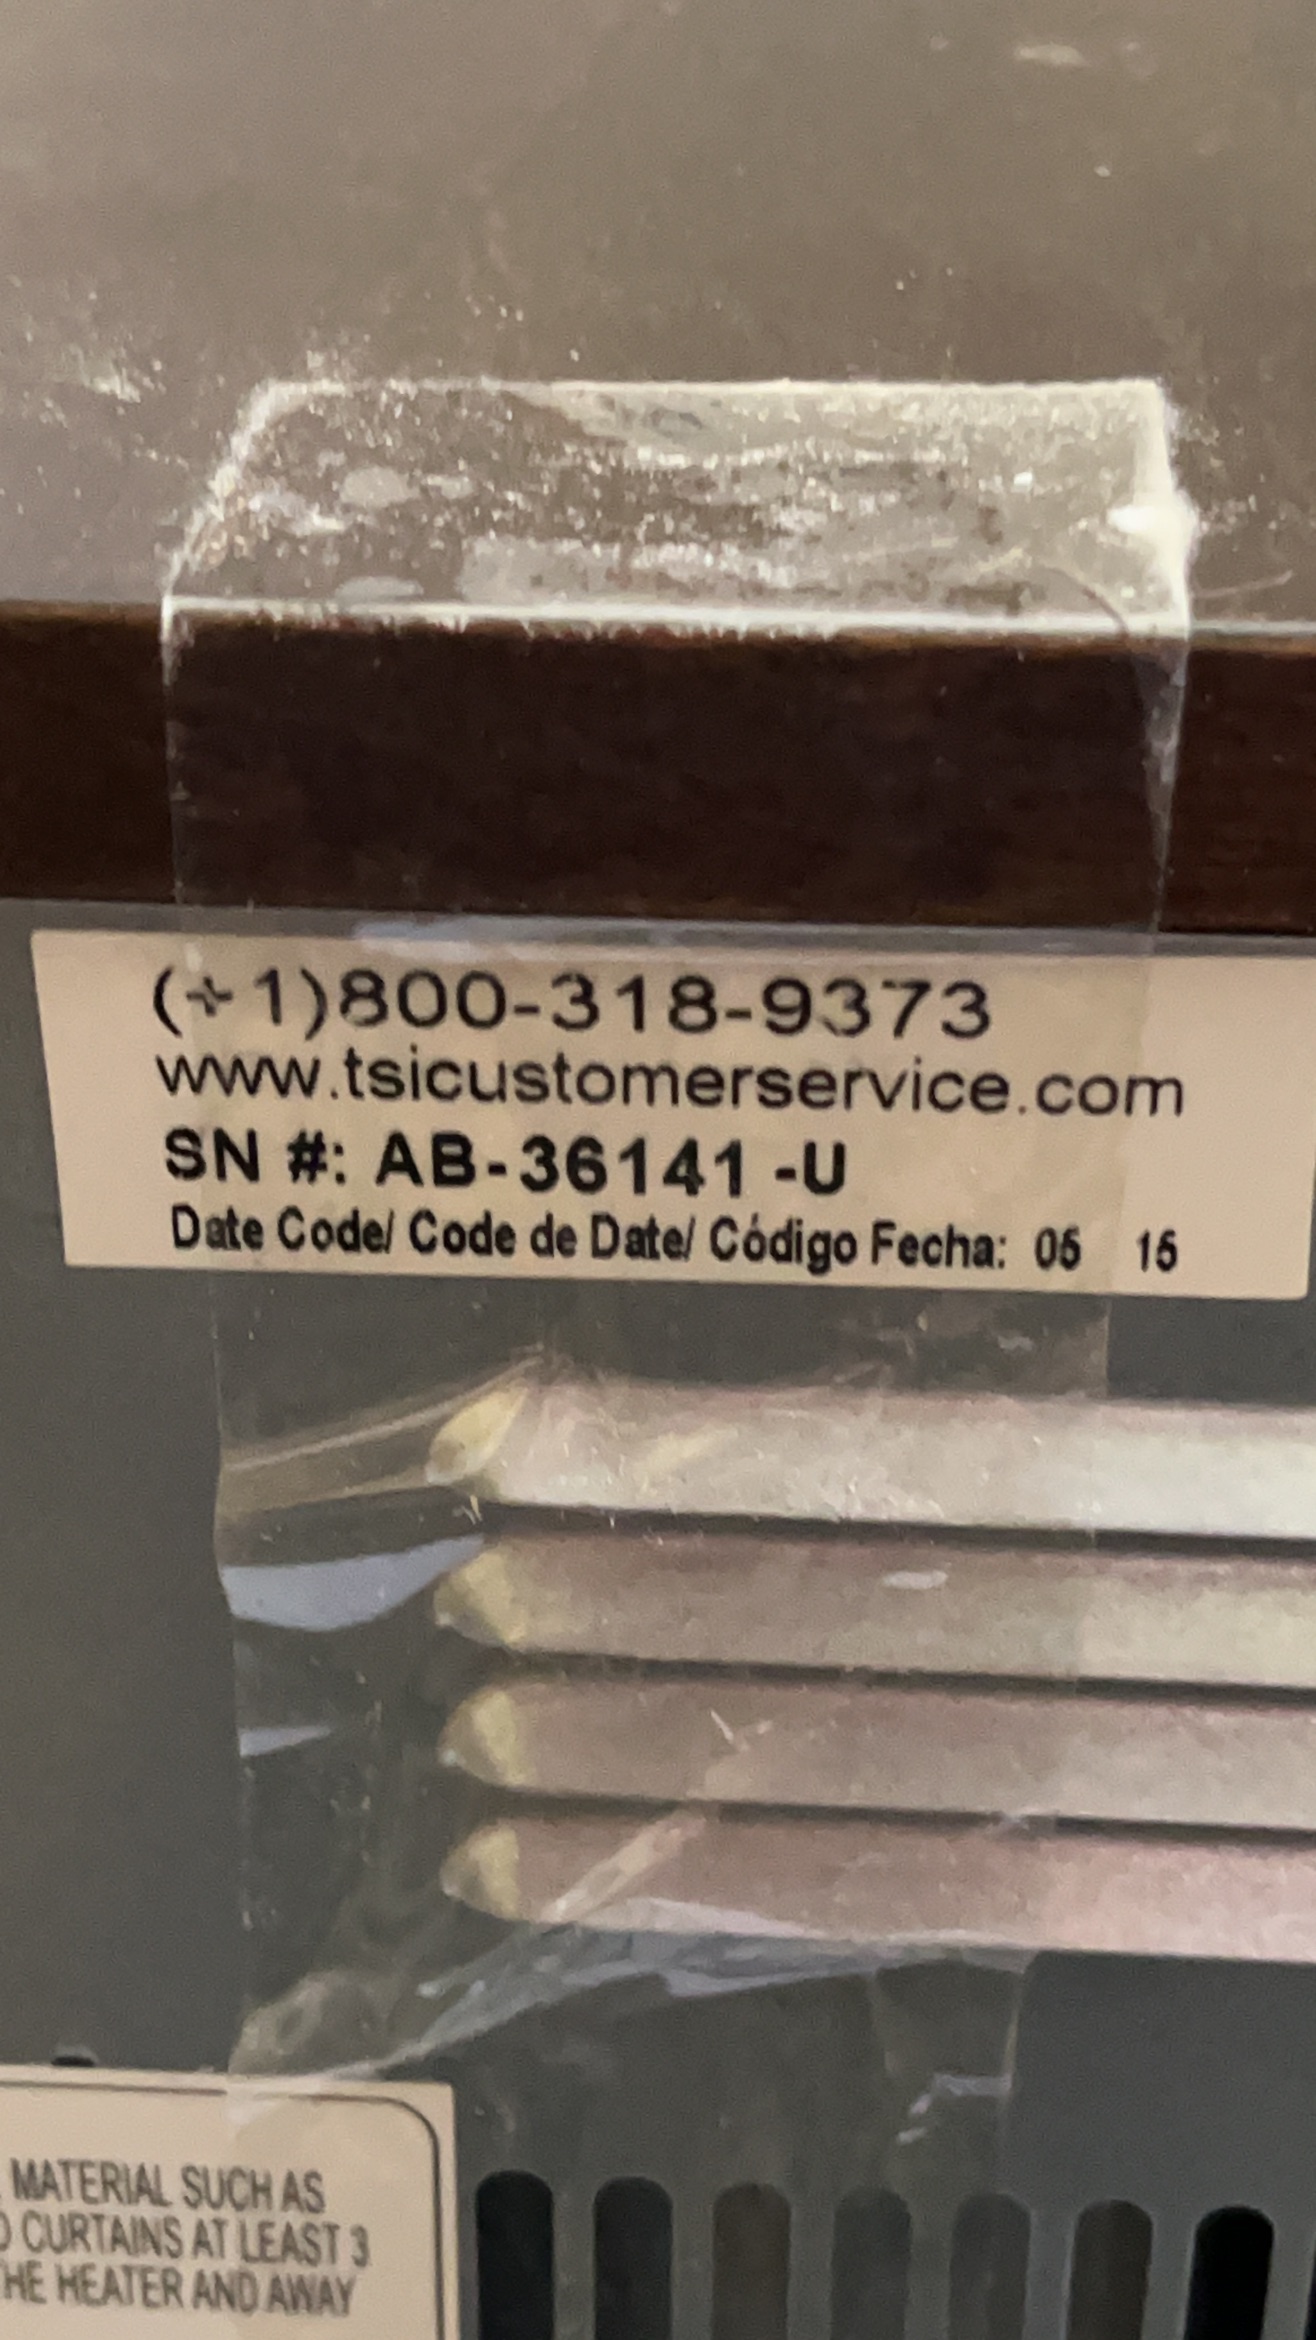 (+1)800-318-9373
www.tsicustomerservice.com
SN #: AB-36141 -U
Date Code/ Code de Date/ Código Fecha: 05 15
MATERIAL SUCH AS
CURTAINS AT LEAST 3
THE HEATER AND AWAY